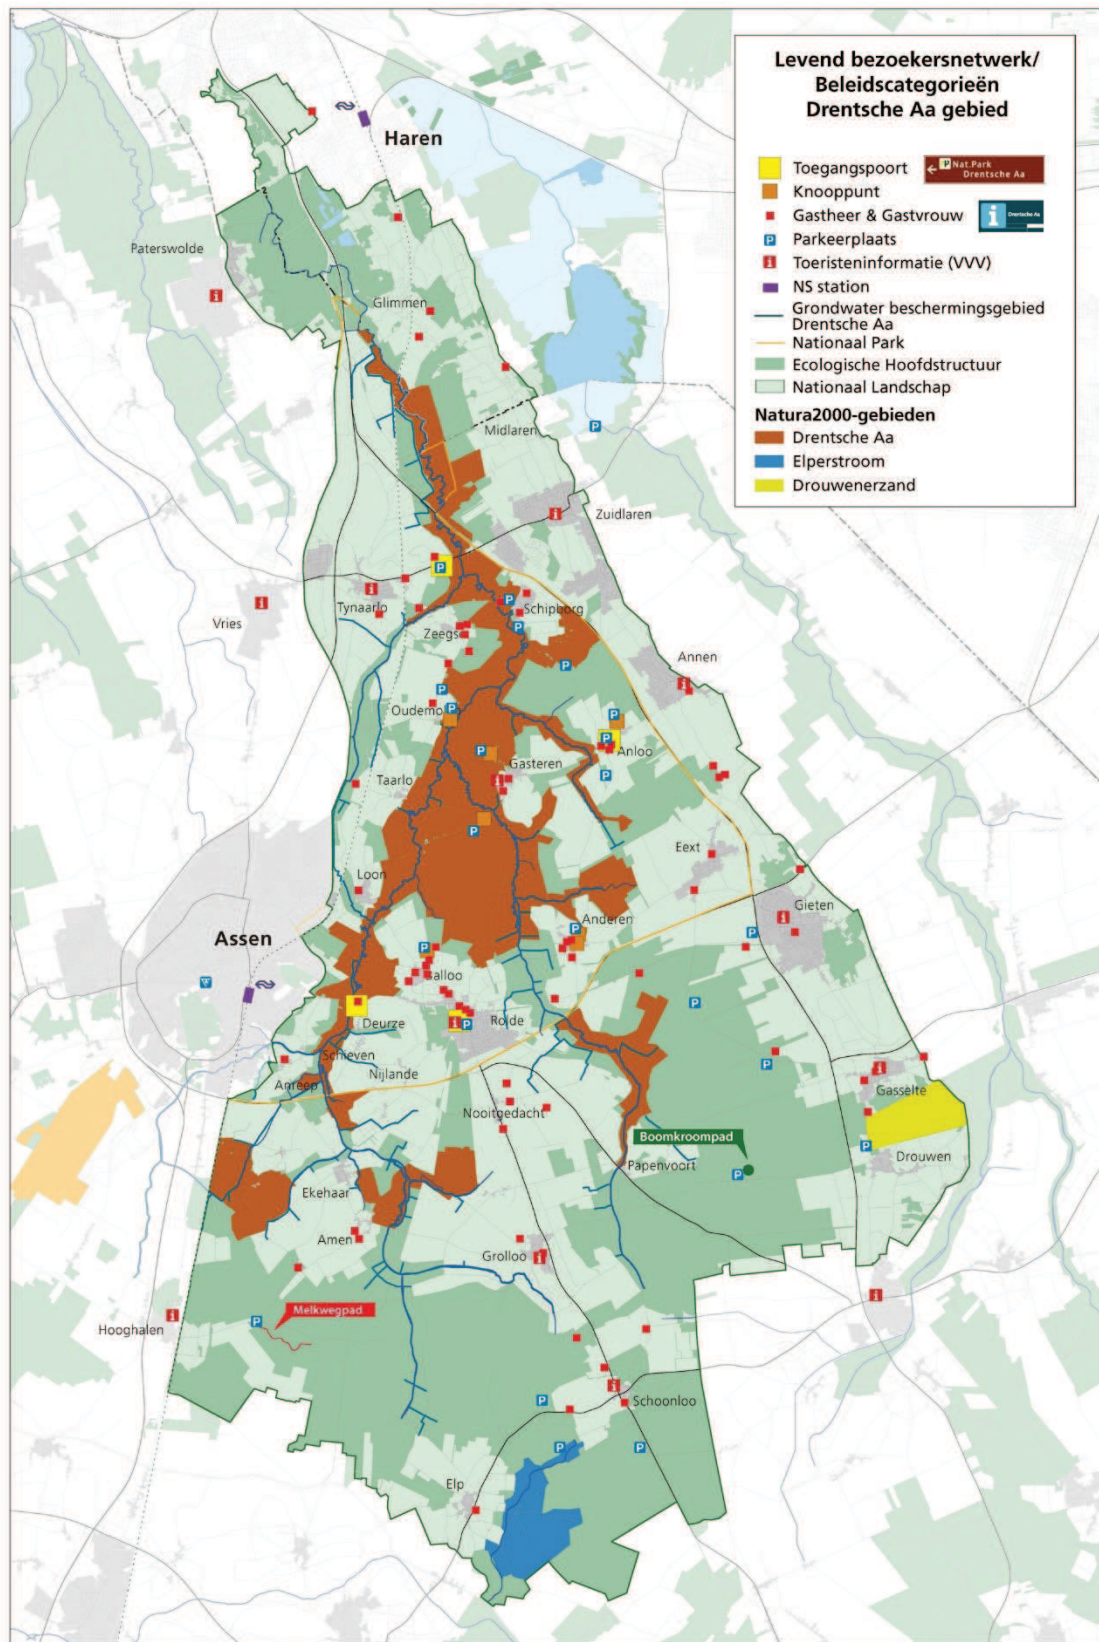 Levend bezoekersnetwerk/
Beleidscategorieën
Drentsche Aa gebied
Toegangspoort
Nat.Park
Drentsche Aa
Knooppunt
Gastheer & Gastvrouw
i Drentsche Aa
P Parkeerplaats
i Toeristeninformatie (VVV)
NS station
Grondwater beschermingsgebied
Drentsche Aa
Nationaal Park
Ecologische Hoofdstructuur
Nationaal Landschap
Natura2000-gebieden
Drentsche Aa
Elperstroom
Drouwenerzand
Haren
Paterswolde
Glimmen
Midlaren
Zuidlaren
Tynaarlo
Vries
Schipborg
Zeegse
Annen
Oudemo
Anloo
Gasteren
Taarlo
Eext
Loon
Gieten
Anderen
Assen
Balloo
Deurze
Rolde
Schieven
Nijlande
Anreep
Gasselte
Nooitgedacht
Boomkroompad
Drouwen
Papenvoort
Ekehaar
Amen
Grolloo
Melkwegpad
Hooghalen
Schoonloo
Elp